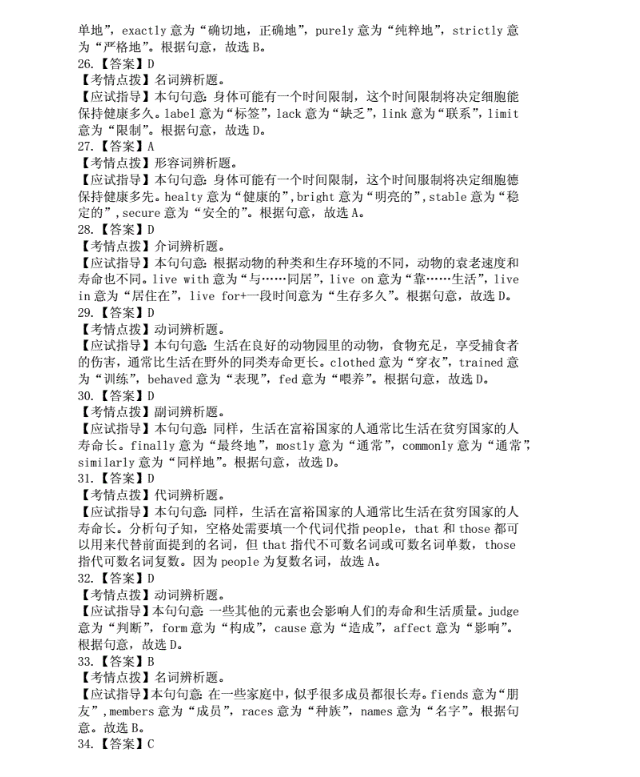 单地”，exactly 意为“确切地，正确地”，purely 意为“纯粹地”，strictly 意
为“严格地”。根据句意，故选 B。
26.【答案】D
【考情点拨】名词辨析题。
【应试指导】本句句意：身体可能有一个时间限制，这个时间限制将决定细胞能
保持健康多久。label 意为“标签”，lack 意为“缺乏”，link 意为“联系”，limit
意为“限制”。根据句意，故选 D。
27.【答案】A
【考情点拨】形容词辨析题。
【应试指导】本句句意：身体可能有一个时间限制，这个时间服制将决定细胞德
保持健康多先。healty 意为“健康的”,bright 意为“明亮的”,stable 意为“稳
定的”,secure 意为“安全的”。根据句意，故选 A。
28.【答案】D
【考情点拨】介词辨析题。
【应试指导】本句句意：根据动物的种类和生存环境的不同，动物的衰老速度和
寿命也不同。live with 意为“与……同居”，live on 意为“靠……生活”，live
in 意为“居住在”，live for+一段时间意为“生存多久”。根据句意，故选 D。
29.【答案】D
【考情点拨】动词辨析题。
【应试指导】本句句意：生活在良好的动物园里的动物，食物充足，享受捕食者
的伤害，通常比生活在野外的同类寿命更长。clothed 意为“穿衣”，trained 意
为“训练”，behaved 意为“表现”，fed 意为“喂养”。根据句意，故选 D。
30.【答案】D
【考情点拨】副词辨析题。
【应试指导】本句句意：同样，生活在富裕国家的人通常比生活在贫穷国家的人
寿命长。finally 意为“最终地”，mostly 意为“通常”，commonly 意为“通常”，
similarly 意为“同样地”。根据句意，故选 D。
31.【答案】D
【考情点拨】代词辨析题。
【应试指导】本句句意：同样，生活在富裕国家的人通常比生活在贫穷国家的人
寿命长。分析句子知，空格处需要填一个代词代指 people，that 和 those 都可
以用来代替前面提到的名词，但 that 指代不可数名词或可数名词单数，those
指代可数名词复数。因为 people 为复数名词，故选 A。
32.【答案】D
【考情点拨】动词辨析题。
【应试指导】本句句意：一些其他的元素也会影响人们的寿命和生活质量。judge
意为“判断”，form 意为“构成”，cause 意为“造成”，affect 意为“影响”。
根据句意，故选 D。
33.【答案】B
【考情点拨】名词辨析题。
【应试指导】本句句意：在一些家庭中，似乎很多成员都很长寿。fiends 意为“朋
友”,members 意为“成员”，races 意为“种族”，names 意为“名字”。根据句
意。故选 B。
34.【答案】C